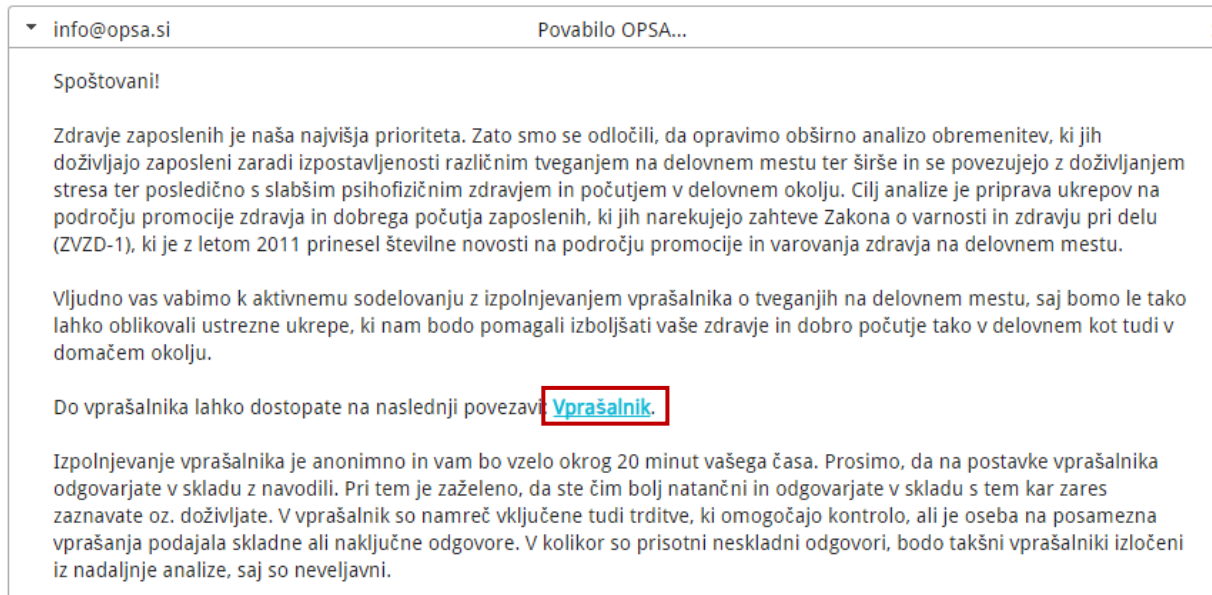 info@opsa.si Povabilo OPSA...
Spoštovani!
Zdravje zaposlenih je naša najvišja prioriteta. Zato smo se odločili, da opravimo obširno analizo obremenitev, ki jih
doživljajo zaposleni zaradi izpostavljenosti različnim tveganjem na delovnem mestu ter širše in se povezujejo z doživljanjem
stresa ter posledično s slabšim psihofizičnim zdravjem in počutjem v delovnem okolju. Cilj analize je priprava ukrepov na
področju promocije zdravja in dobrega počutja zaposlenih, ki jih narekujejo zahteve Zakona o varnosti in zdravju pri delu
(ZVZD-1), ki je z letom 2011 prinesel številne novosti na področju promocije in varovanja zdravja na delovnem mestu.
Vljudno vas vabimo k aktivnemu sodelovanju z izpolnjevanjem vprašalnika o tveganjih na delovnem mestu, saj bomo le tako
lahko oblikovali ustrezne ukrepe, ki nam bodo pomagali izboljšati vaše zdravje in dobro počutje tako v delovnem kot tudi v
domačem okolju.
Do vprašalnika lahko dostopate na naslednji povezavi: Vprašalnik.
Izpolnjevanje vprašalnika je anonimno in vam bo vzelo okrog 20 minut vašega časa. Prosimo, da na postavke vprašalnika
odgovarjate v skladu z navodili. Pri tem je zaželeno, da ste čim bolj natančni in odgovarjate v skladu s tem kar zares
zaznavate oz. doživljate. V vprašalnik so namreč vključene tudi trditve, ki omogočajo kontrolo, ali je oseba na posamezna
vprašanja podajala skladne ali naključne odgovore. V kolikor so prisotni neskladni odgovori, bodo takšni vprašalniki izločeni
iz nadaljnje analize, saj so neveljavni.